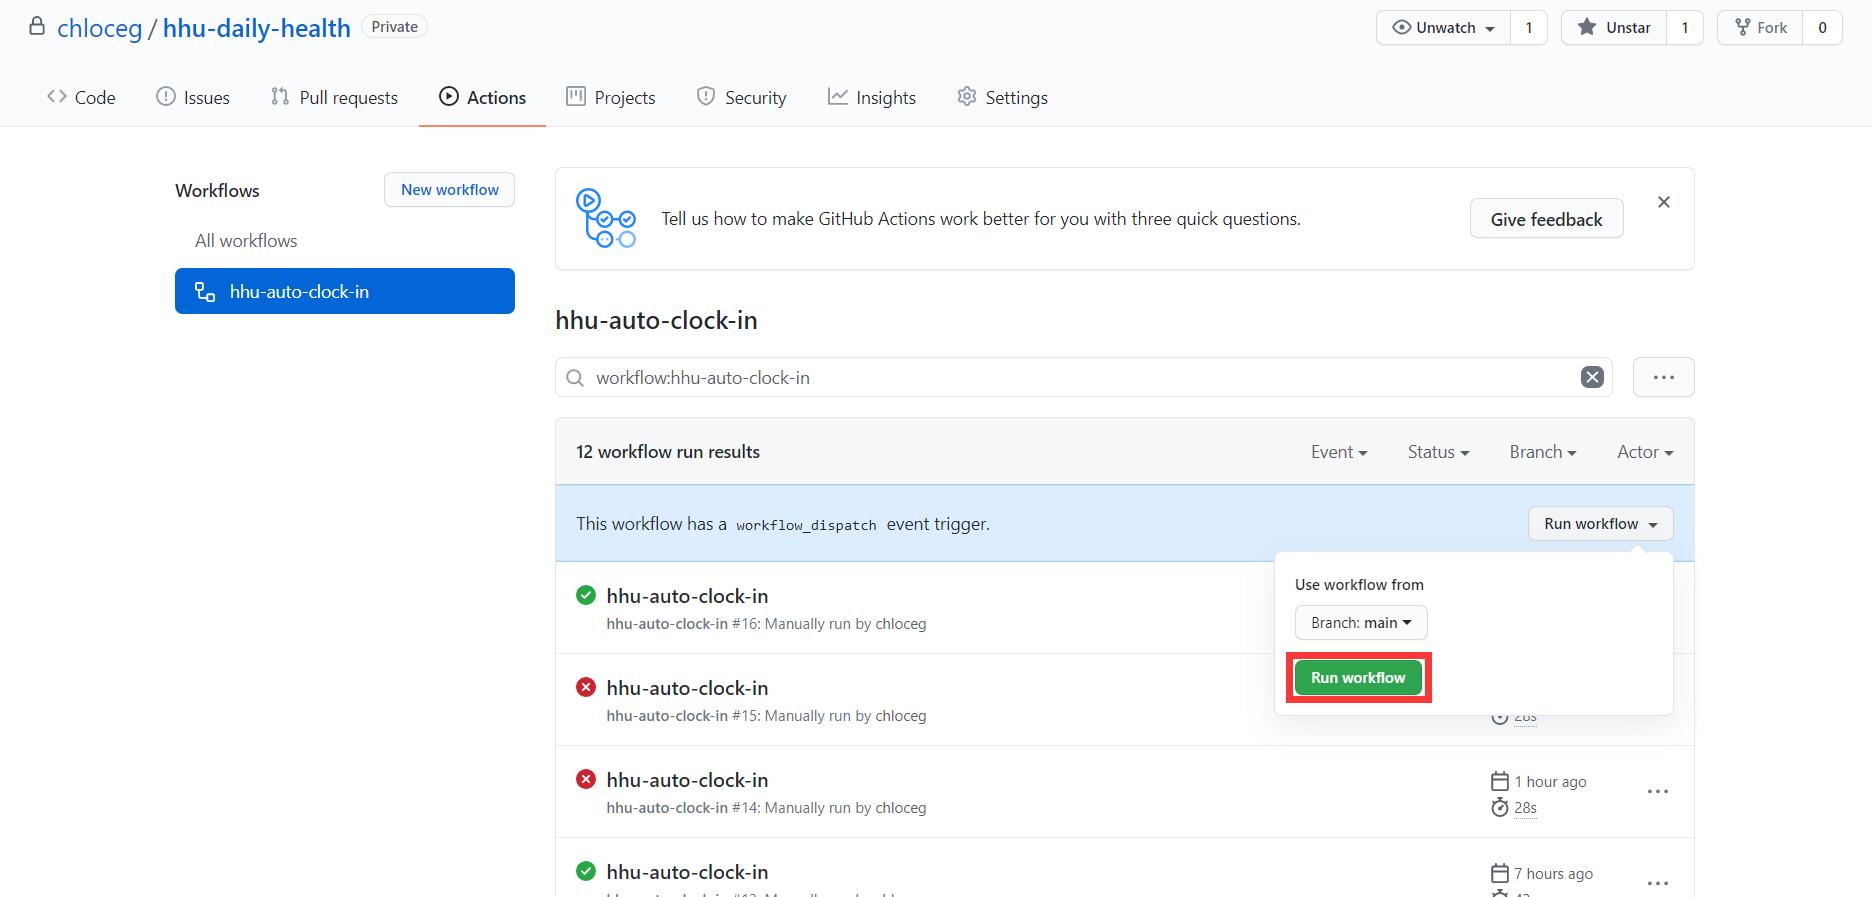 chloceg / hhu-daily-health Private
Unwatch 1 Unstar 1 Fork 0
Code Issues Pull requests Actions Projects Security Insights Settings
Workflows New workflow
All workflows
hhu-auto-clock-in
Tell us how to make GitHub Actions work better for you with three quick questions. Give feedback
hhu-auto-clock-in
workflow:hhu-auto-clock-in
12 workflow run results Event Status Branch Actor
This workflow has a workflow_dispatch event trigger. Run workflow
Use workflow from
Branch: main
Run workflow
hhu-auto-clock-in
hhu-auto-clock-in #16: Manually run by chloceg
hhu-auto-clock-in
hhu-auto-clock-in #15: Manually run by chloceg
28s
hhu-auto-clock-in 1 hour ago
hhu-auto-clock-in #14: Manually run by chloceg 28s
hhu-auto-clock-in 7 hours ago